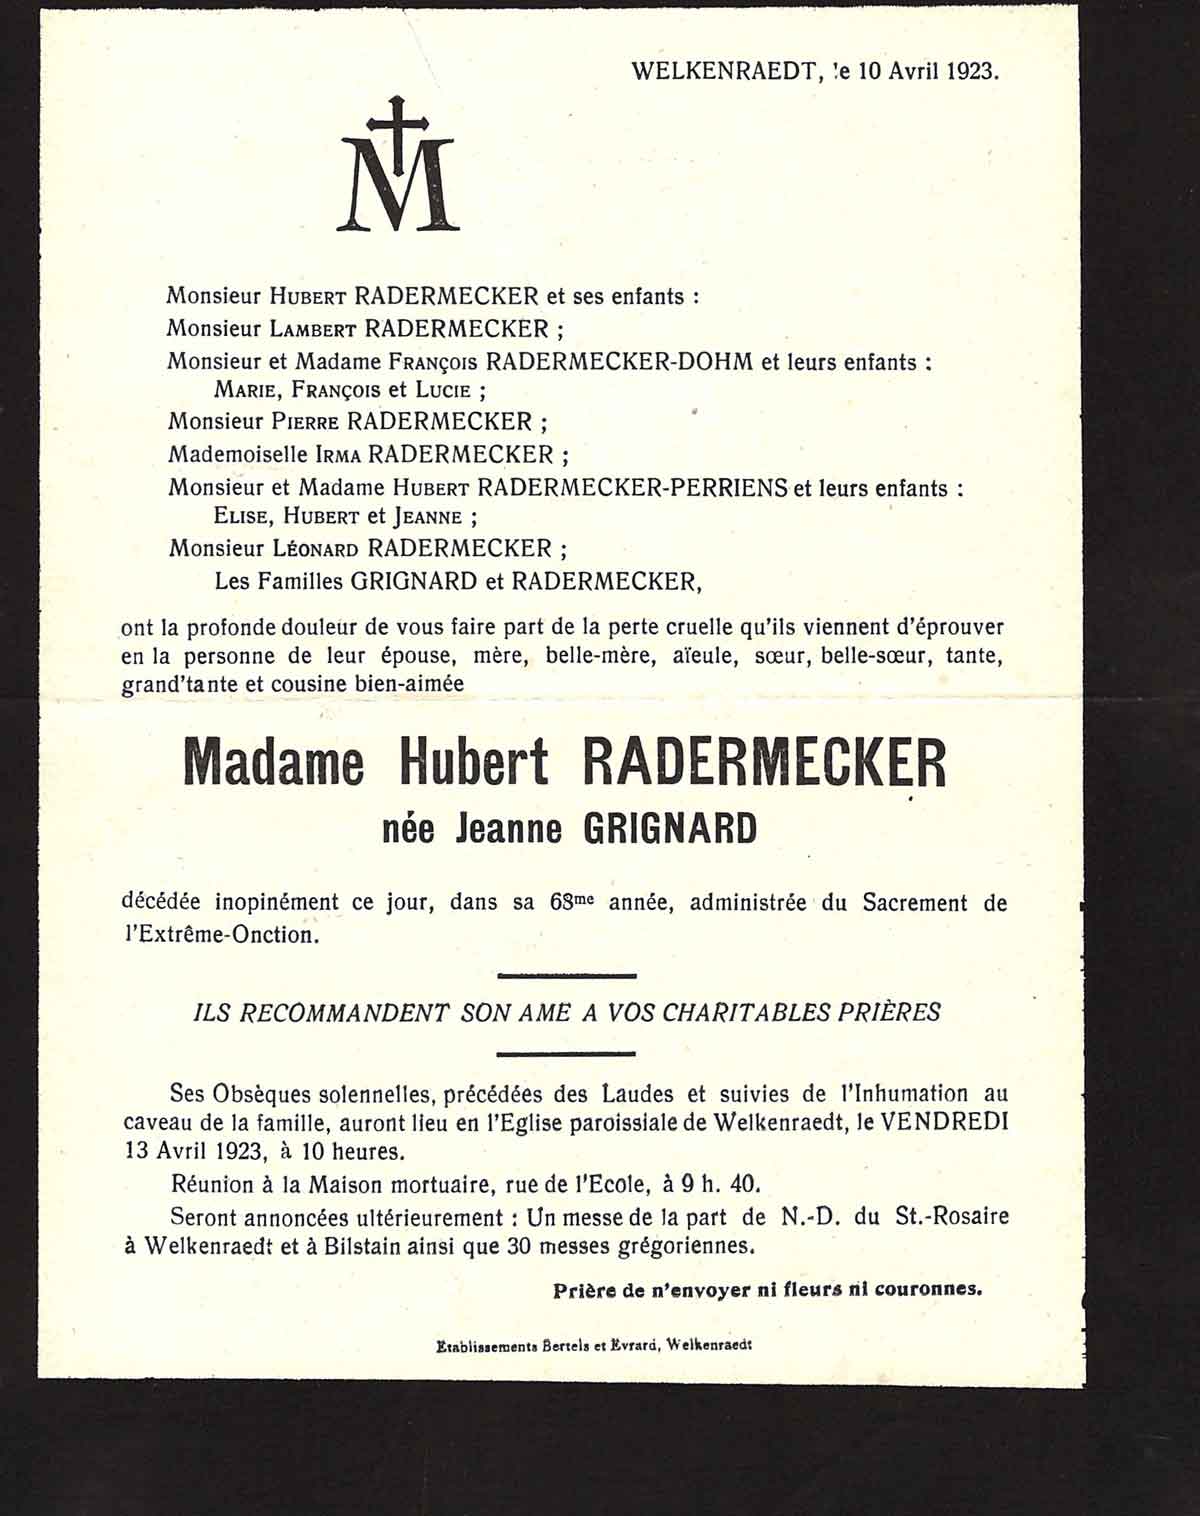 WELKENRAEDT, le 10 Avril 1923.
M
Monsieur HUBERT RADERMECKER et ses enfants :
Monsieur LAMBERT RADERMECKER ;
Monsieur et Madame FRANÇOIS RADERMECKER-DOHM et leurs enfants :
MARIE, FRANÇOIS et LUCIE ;
Monsieur PIERRE RADERMECKER ;
Mademoiselle IRMA RADERMECKER ;
Monsieur et Madame HUBERT RADERMECKER-PERRIENS et leurs enfants :
ELISE, HUBERT et JEANNE ;
Monsieur LÉONARD RADERMECKER ;
Les Familles GRIGNARD et RADERMECKER,
ont la profonde douleur de vous faire part de la perte cruelle qu'ils viennent d'éprouver
en la personne de leur épouse, mère, belle-mère, aïeule, sœur, belle-sœur, tante,
grand'tante et cousine bien-aimée
Madame Hubert RADERMECKER
née Jeanne GRIGNARD
décédée inopinément ce jour, dans sa 68me année, administrée du Sacrement de
l'Extrême-Onction.
ILS RECOMMANDENT SON AME A VOS CHARITABLES PRIÈRES
Ses Obsèques solennelles, précédées des Laudes et suivies de l'Inhumation au
caveau de la famille, auront lieu en l'Eglise paroissiale de Welkenraedt, le VENDREDI
13 Avril 1923, à 10 heures.
Réunion à la Maison mortuaire, rue de l'Ecole, à 9 h. 40.
Seront annoncées ultérieurement : Un messe de la part de N.-D. du St.-Rosaire
à Welkenraedt et à Bilstain ainsi que 30 messes grégoriennes.
Prière de n'envoyer ni fleurs ni couronnes.
Etablissements Bertels et Evrard, Welkenraedt